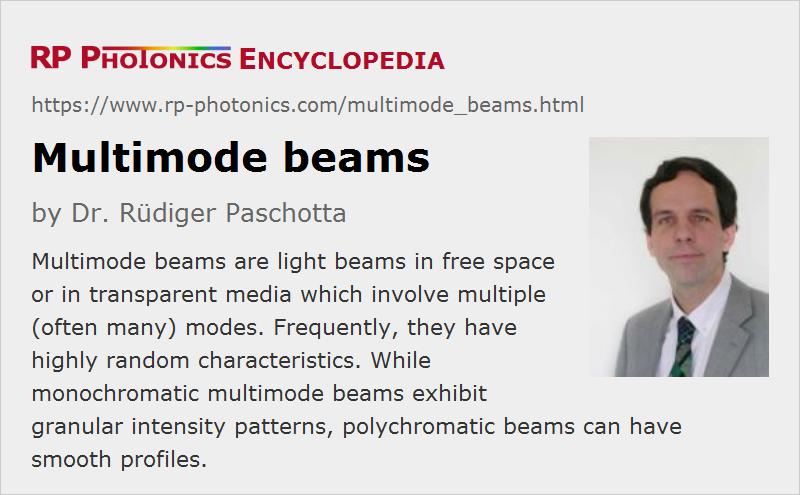 RP PHOTONICS ENCYCLOPEDIA
https://www.rp-photonics.com/multimode_beams.html
Multimode beams
by Dr. Rüdiger Paschotta
Multimode beams are light beams in free space
or in transparent media which involve multiple
(often many) modes. Frequently, they have
highly random characteristics. While
monochromatic multimode beams exhibit
granular intensity patterns, polychromatic beams can have
smooth profiles.